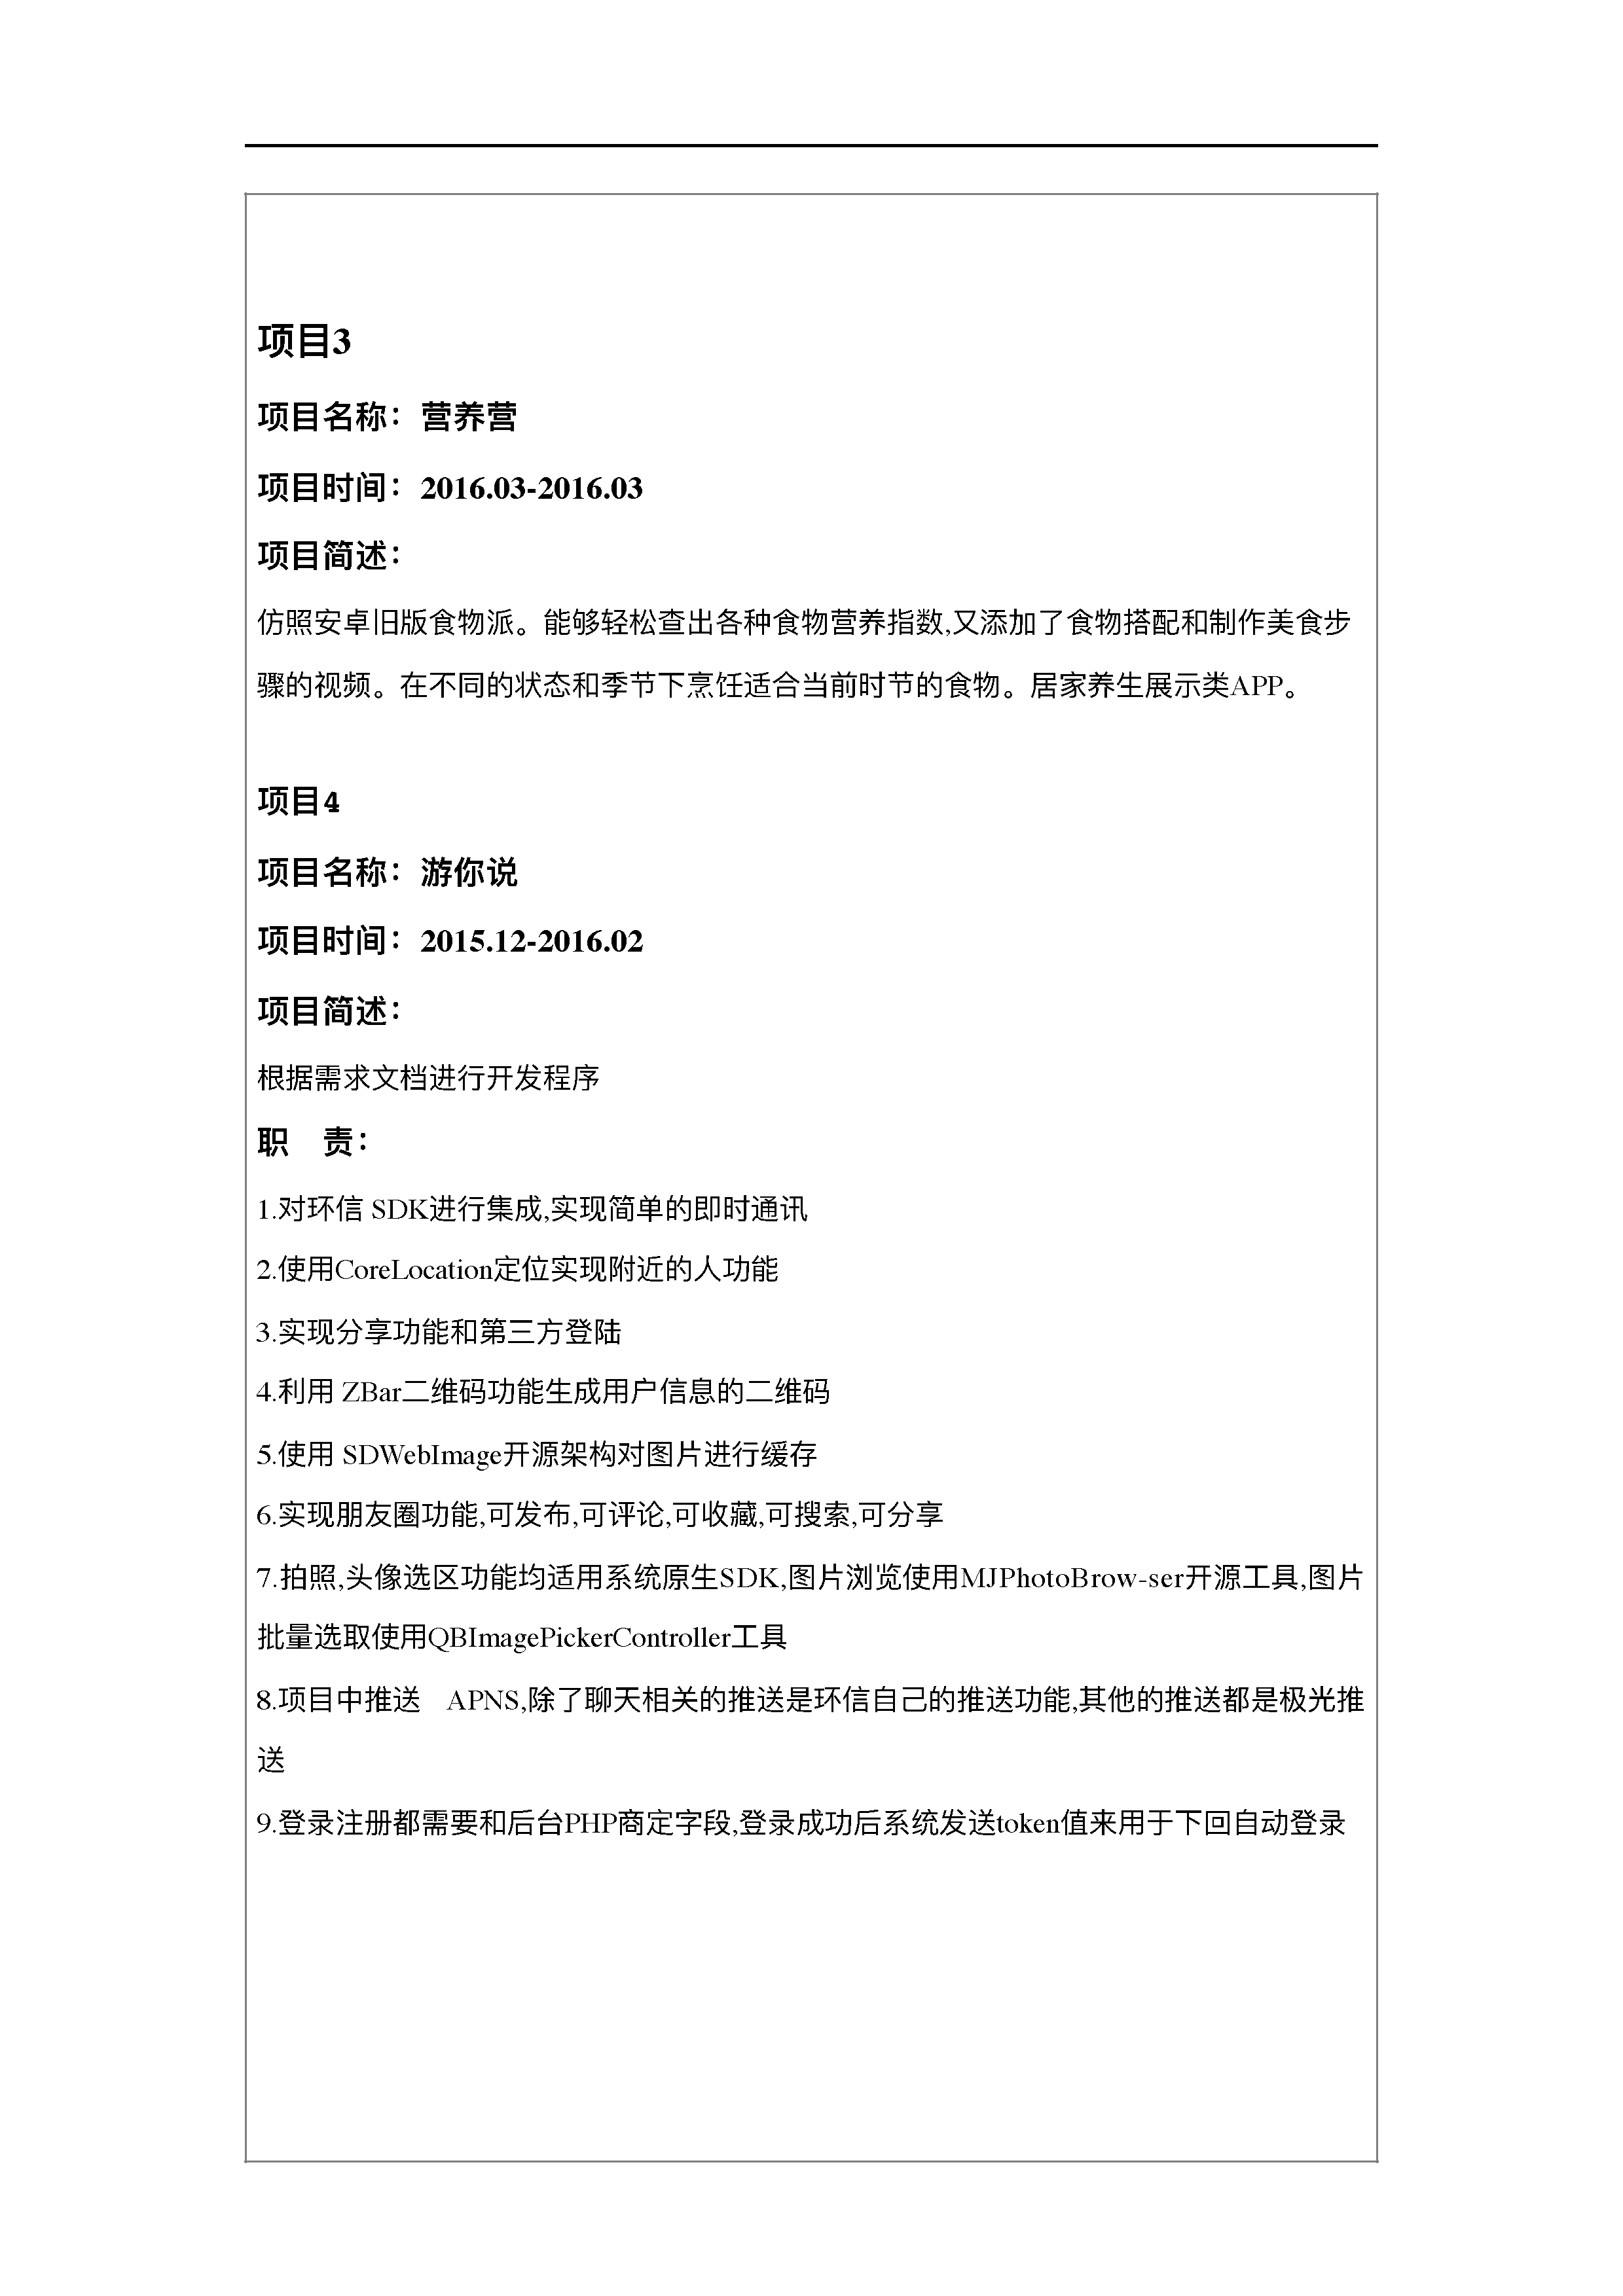 项目3
项目名称：营养营
项目时间：2016.03-2016.03
项目简述：
仿照安卓旧版食物派。能够轻松查出各种食物营养指数,又添加了食物搭配和制作美食步
骤的视频。在不同的状态和季节下烹饪适合当前时节的食物。居家养生展示类APP。
项目4
项目名称：游你说
项目时间：2015.12-2016.02
项目简述：
根据需求文档进行开发程序
职　责：
1.对环信 SDK进行集成,实现简单的即时通讯
2.使用CoreLocation定位实现附近的人功能
3.实现分享功能和第三方登陆
4.利用 ZBar二维码功能生成用户信息的二维码
5.使用 SDWebImage开源架构对图片进行缓存
6.实现朋友圈功能,可发布,可评论,可收藏,可搜索,可分享
7.拍照,头像选区功能均适用系统原生SDK,图片浏览使用MJPhotoBrow-ser开源工具,图片
批量选取使用QBImagePickerController工具
8.项目中推送　APNS,除了聊天相关的推送是环信自己的推送功能,其他的推送都是极光推
送
9.登录注册都需要和后台PHP商定字段,登录成功后系统发送token值来用于下回自动登录